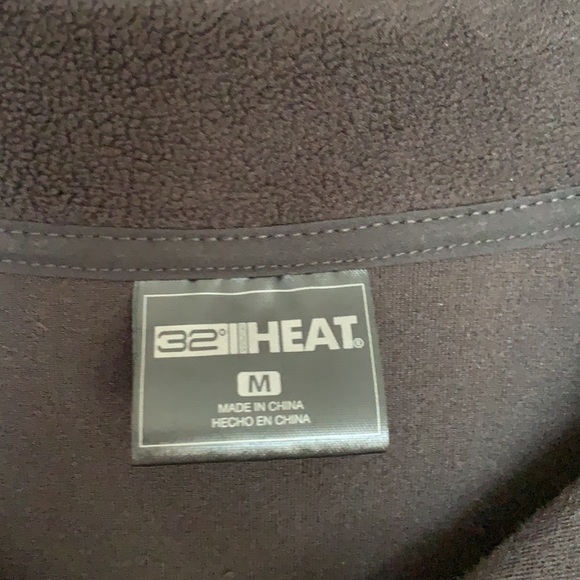 32° HEAT®
M
MADE IN CHINA
HECHO EN CHINA